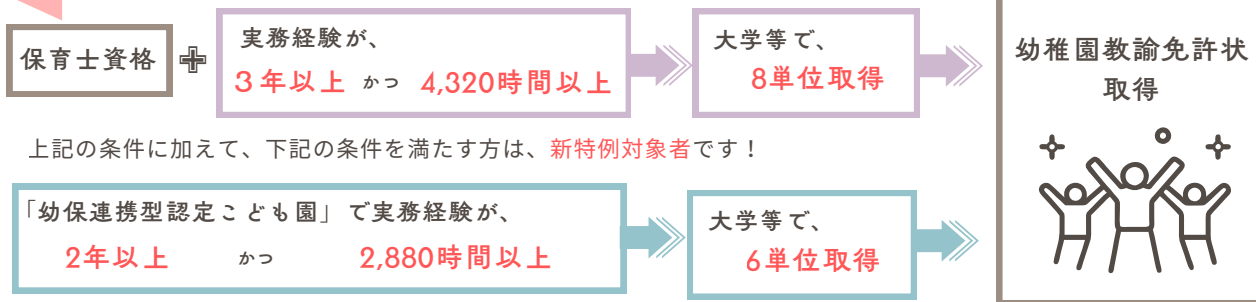 保育士資格
実務経験が、
3年以上 かつ 4,320時間以上
大学等で、
8単位取得
幼稚園教諭免許状
取得
上記の条件に加えて、下記の条件を満たす方は、新特例対象者です！
「幼保連携型認定こども園」で実務経験が、
2年以上 かつ 2,880時間以上
大学等で、
6単位取得